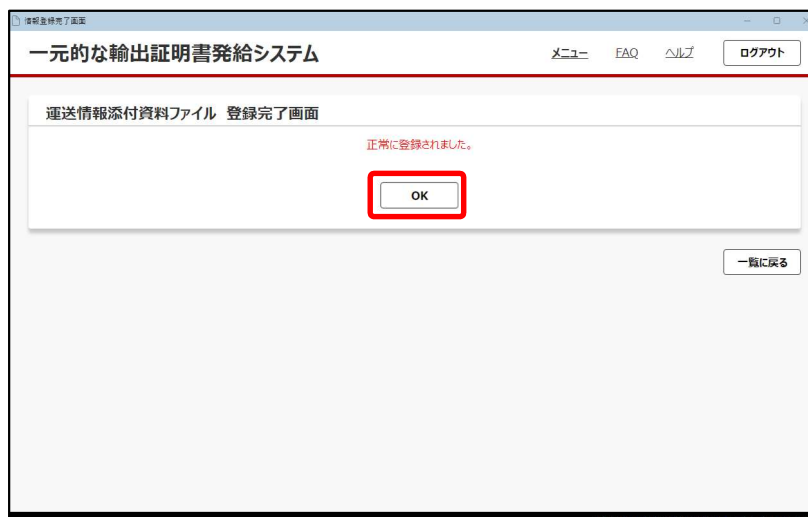 情報登録完了画面
一元的な輸出証明書発給システム
メニュー FAQ ヘルプ ログアウト
運送情報添付資料ファイル 登録完了画面
正常に登録されました。
OK
一覧に戻る